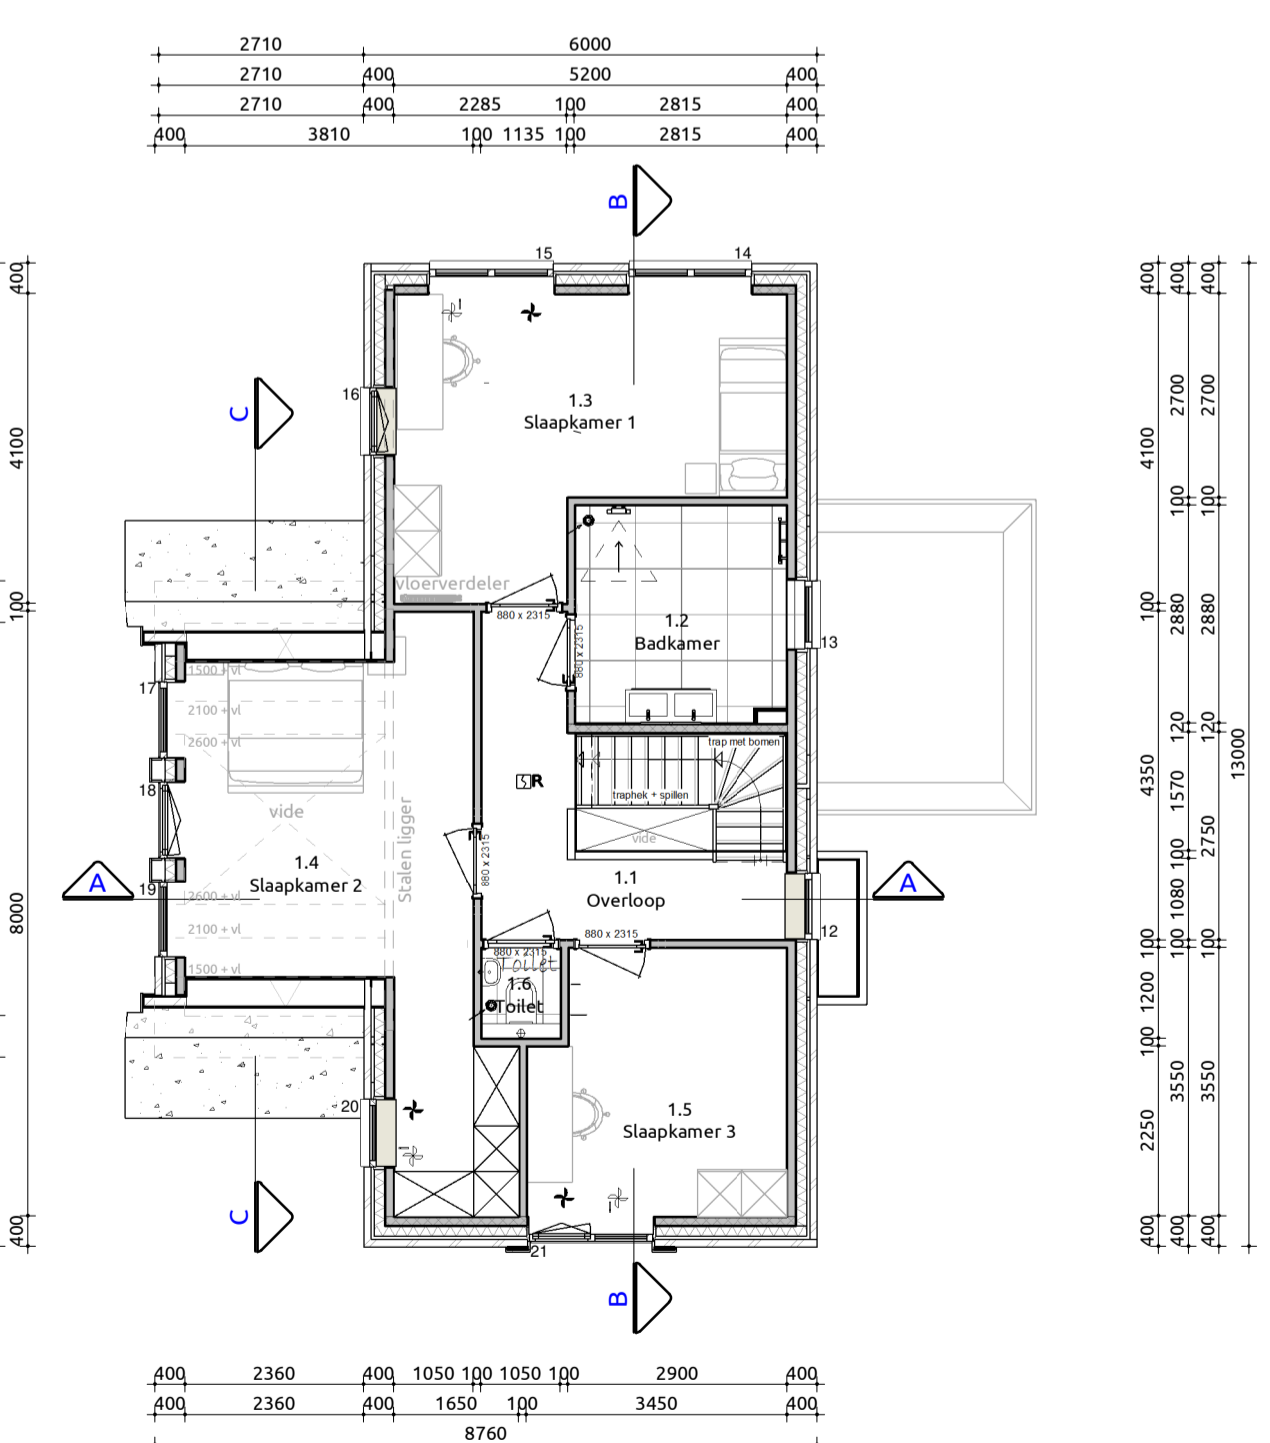 2710 6000
2710 400 5200 400
2710 400 2285 100 2815 400
400 3810 100 1135 100 2815 400
B
15 14
400 4100 100 8000 400
16
C
1.3
Slaapkamer 1
vloerverdeler
880 x 2315
880 x 2315
1.2
Badkamer
13
17
1500 + vl
2100 + vl
2600 + vl
18
vide
Stalen ligger
1.4
Slaapkamer 2
19
2600 + vl
2100 + vl
1500 + vl
R
trap met bomen
traphek + spillen
vide
880 x 2315
A
A
1.1
Overloop
12
880 x 2315
880 x 2315
Toilet
1.6
Toilet
20
1.5
Slaapkamer 3
C
21
B
400 4100 100 4350 100 1200 100 2250 400
400 2700 100 2880 120 1570 100 1080 100 3550 400
400 2700 100 2880 120 2750 100 3550 400
13000
400 2360 400 1050 100 1050 100 2900 400
400 2360 400 1650 100 3450 400
8760